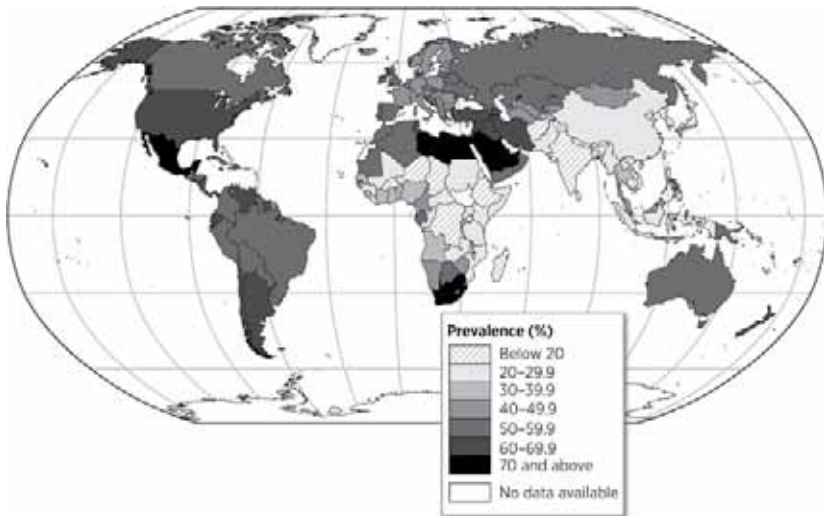 Prevalence (%)
Below 20
20–29.9
30–39.9
40–49.9
50–59.9
60–69.9
70 and above
No data available